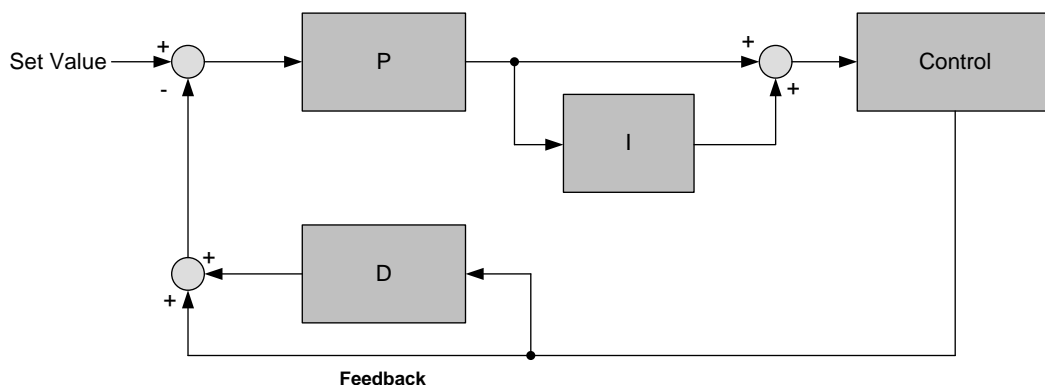 +
Set Value
-
P
+
+
Control
I
+
+
D
Feedback